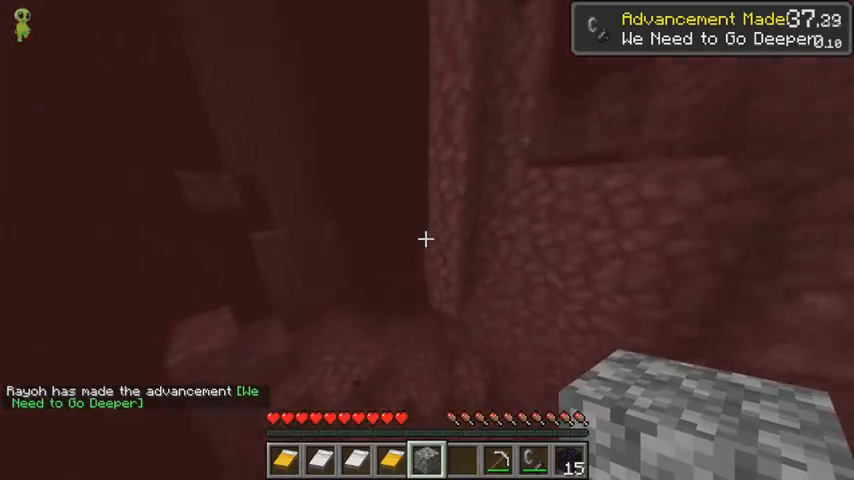 Advancement Made
37.29
We Need to Go Deeper
0.10
Rayoh has made the advancement [We
Need to Go Deeper]
15